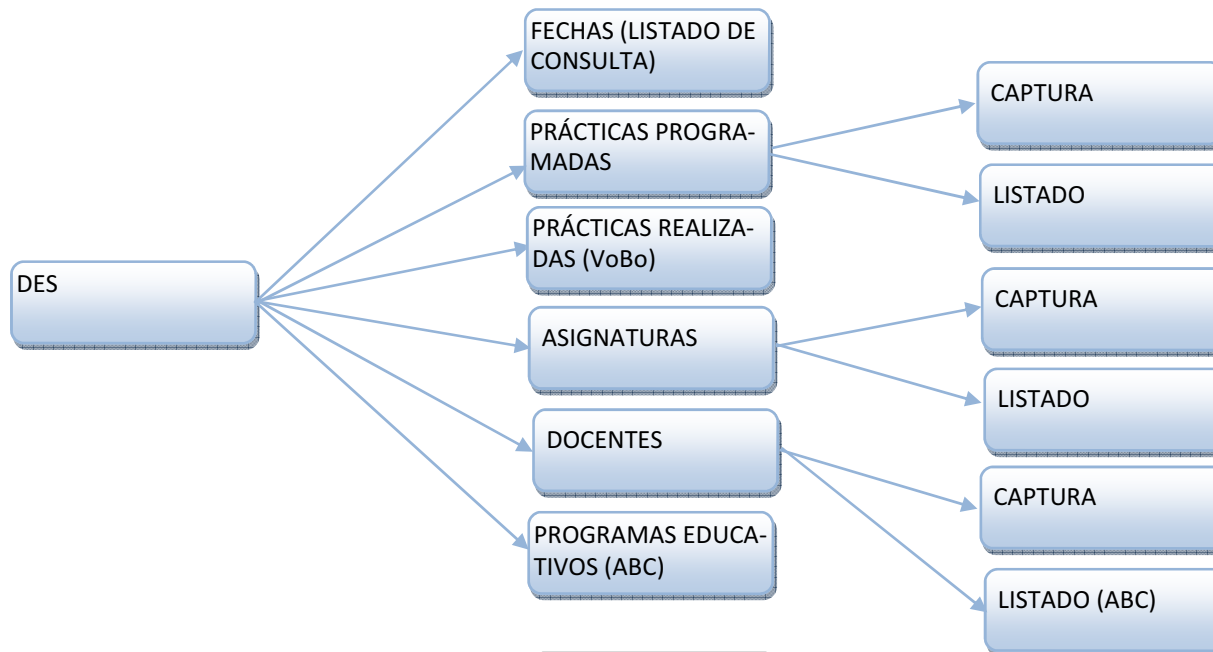 FECHAS (LISTADO DE
CONSULTA)
PRÁCTICAS PROGRA-
MADAS
PRÁCTICAS REALIZA-
DAS (VoBo)
DES
ASIGNATURAS
DOCENTES
PROGRAMAS EDUCA-
TIVOS (ABC)
CAPTURA
LISTADO
CAPTURA
LISTADO
CAPTURA
LISTADO (ABC)